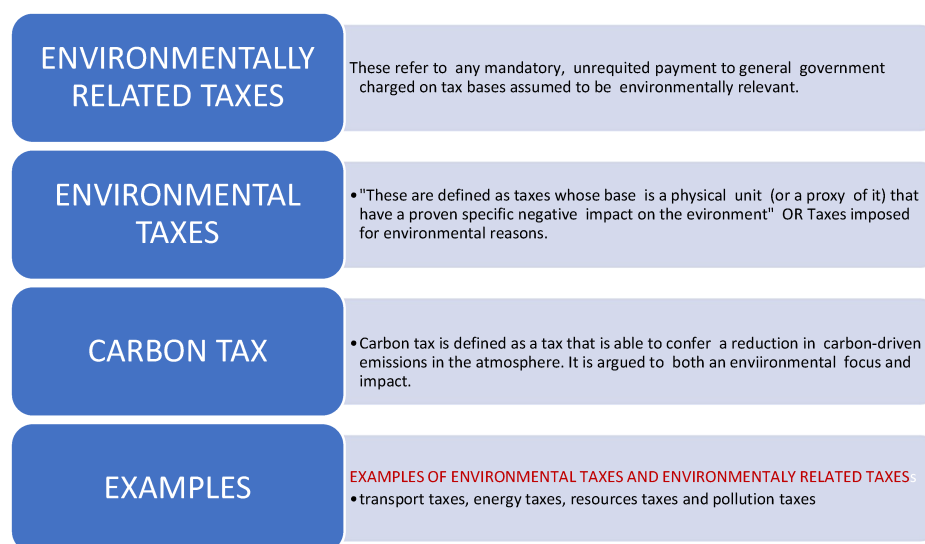 ENVIRONMENTALLY
RELATED TAXES
These refer to any mandatory, unrequited payment to general government
charged on tax bases assumed to be environmentally relevant.
ENVIRONMENTAL
TAXES
•"These are defined as taxes whose base is a physical unit (or a proxy of it) that
have a proven specific negative impact on the evironment" OR Taxes imposed
for environmental reasons.
CARBON TAX
•Carbon tax is defined as a tax that is able to confer a reduction in carbon-driven
emissions in the atmosphere. It is argued to both an enviironmental focus and
impact.
EXAMPLES
EXAMPLES OF ENVIRONMENTAL TAXES AND ENVIRONMENTALY RELATED TAXESs
•transport taxes, energy taxes, resources taxes and pollution taxes